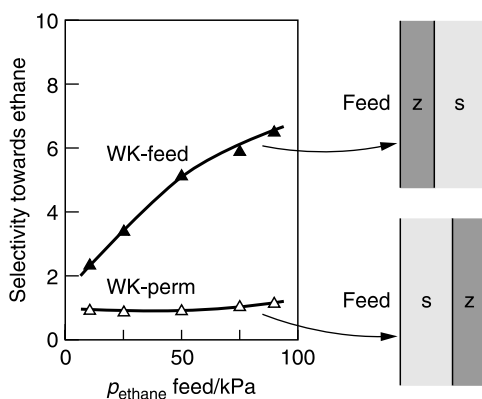 10
8
6
4
2
0
0
50
100
Selectivity towards ethane
p_ethane feed/kPa
WK-feed
WK-perm
Feed
z
s
Feed
s
z